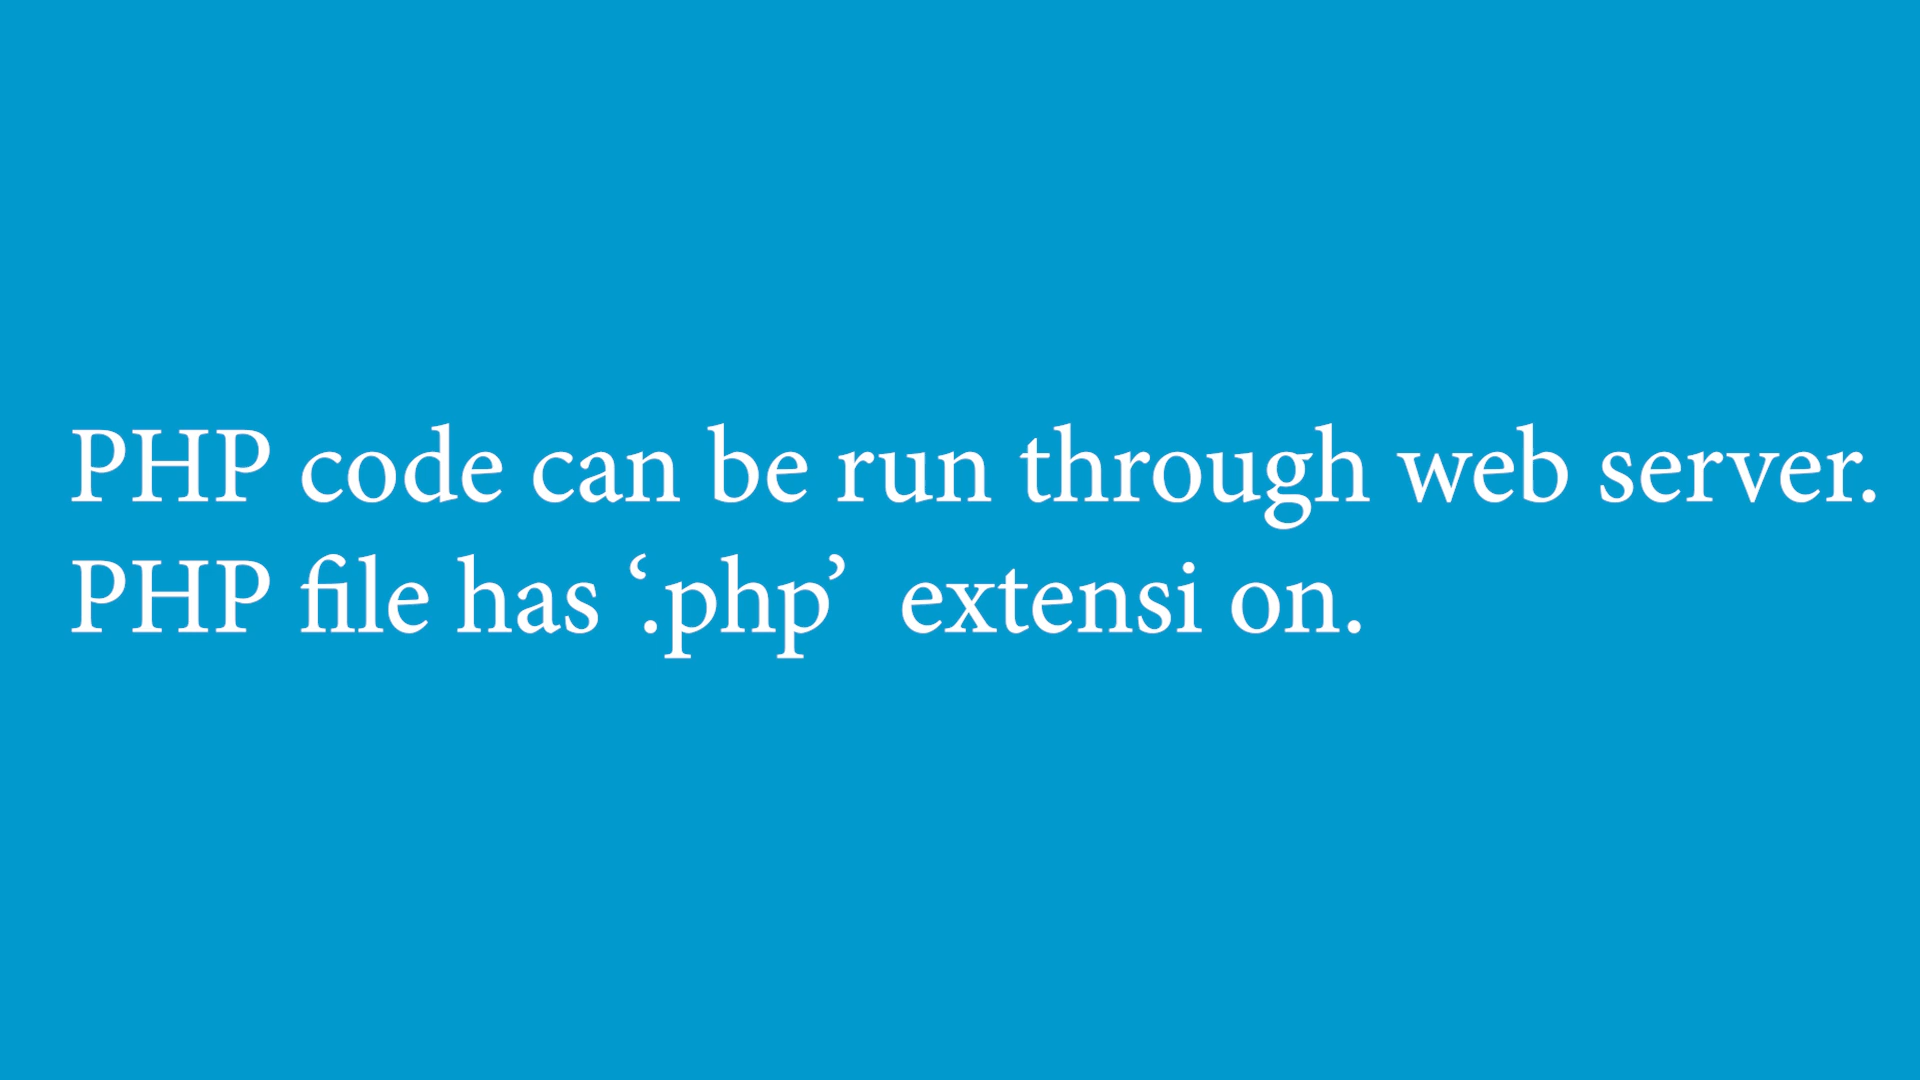 PHP code can be run through web server.
PHP file has ‘.php’  extensi on.